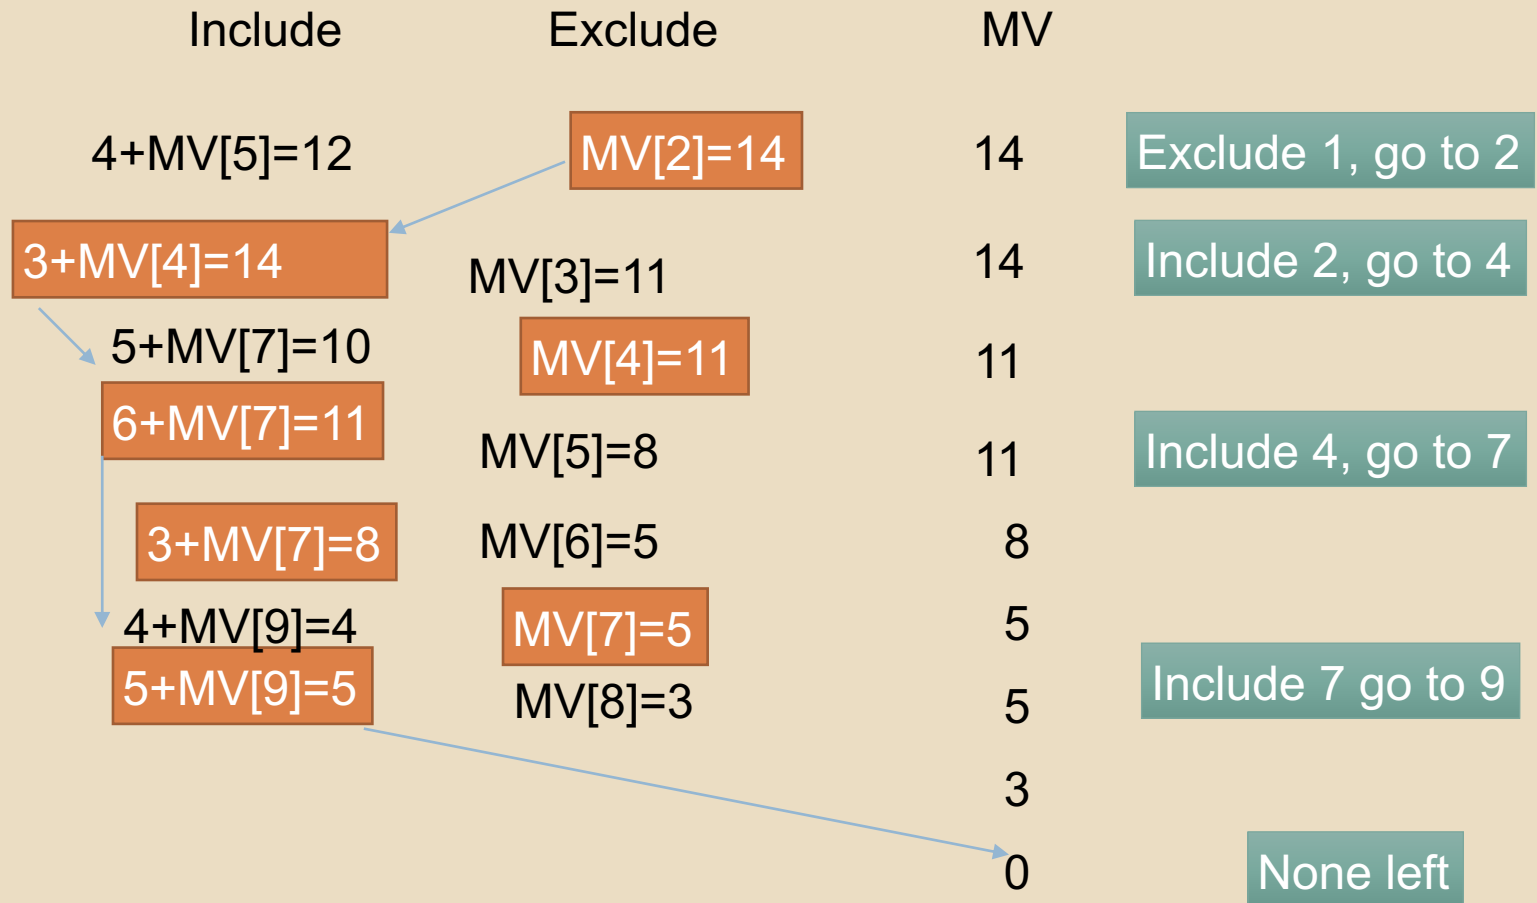 Include Exclude MV
4+MV[5]=12 MV[2]=14 14 Exclude 1, go to 2
3+MV[4]=14 MV[3]=11 14 Include 2, go to 4
5+MV[7]=10 MV[4]=11 11
6+MV[7]=11 MV[5]=8 11 Include 4, go to 7
3+MV[7]=8 MV[6]=5 8
4+MV[9]=4 MV[7]=5 5
5+MV[9]=5 MV[8]=3 5 Include 7 go to 9
3
0 None left